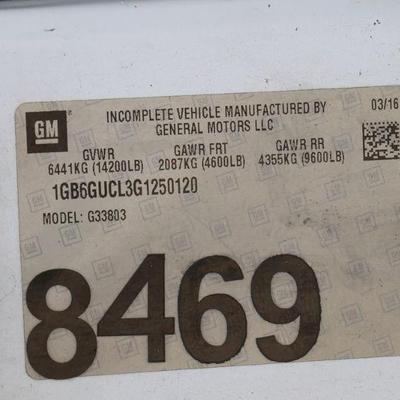 GM
INCOMPLETE VEHICLE MANUFACTURED BY
GENERAL MOTORS LLC
03/16
GVWR GAWR FRT GAWR RR
6441KG (14200LB) 2087KG (4600LB) 4355KG (9600LB)
1GB6GUCL3G1250120
MODEL: G33803
8469